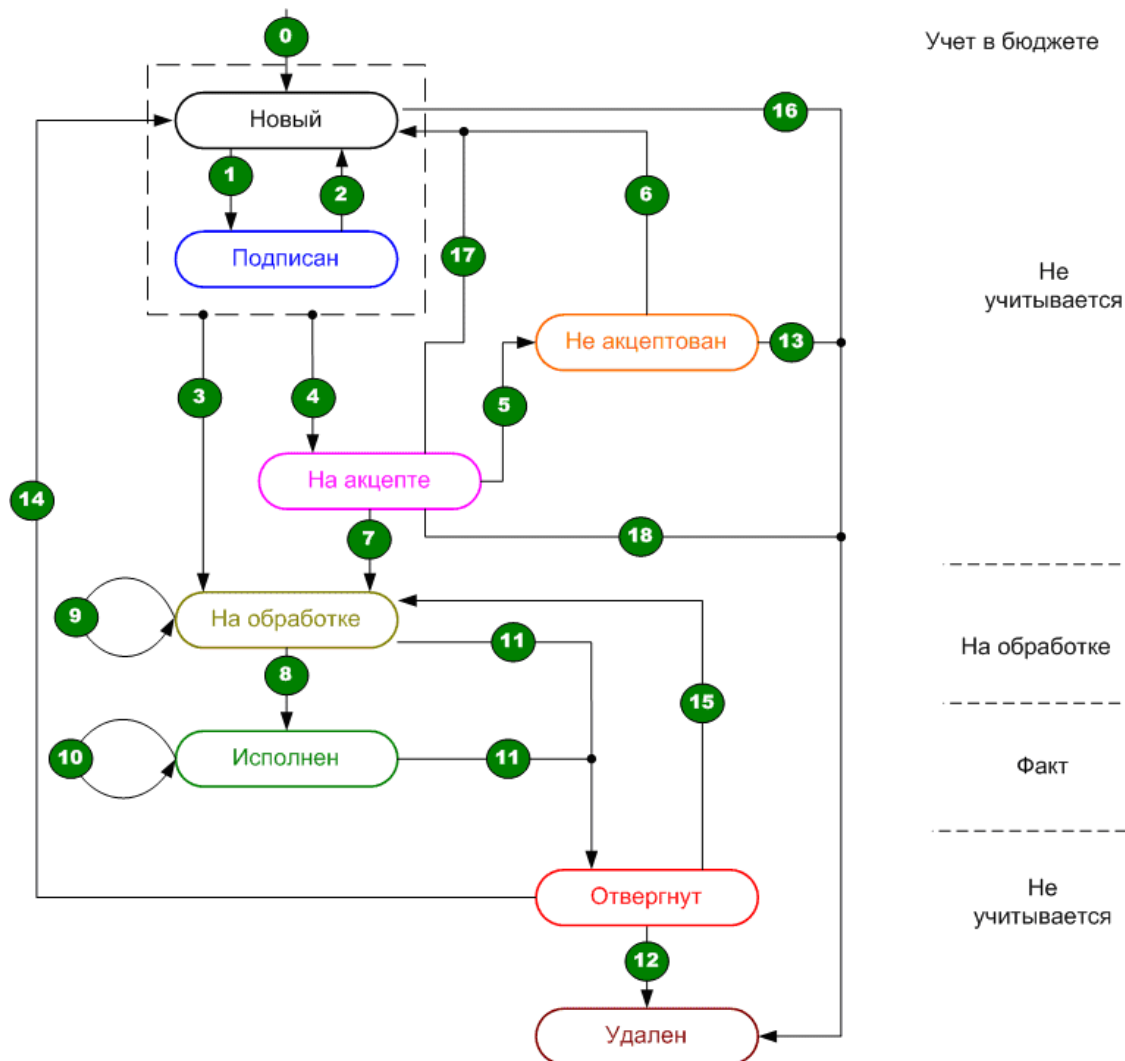 0
Учет в бюджете
Новый
16
1
2
17
6
Подписан
Не
учитывается
Не акцептован
13
3
4
5
На акцепте
14
7
18
9
На обработке
11
На обработке
8
15
10
Исполнен
11
Факт
Отвергнут
Не
учитывается
12
Удален